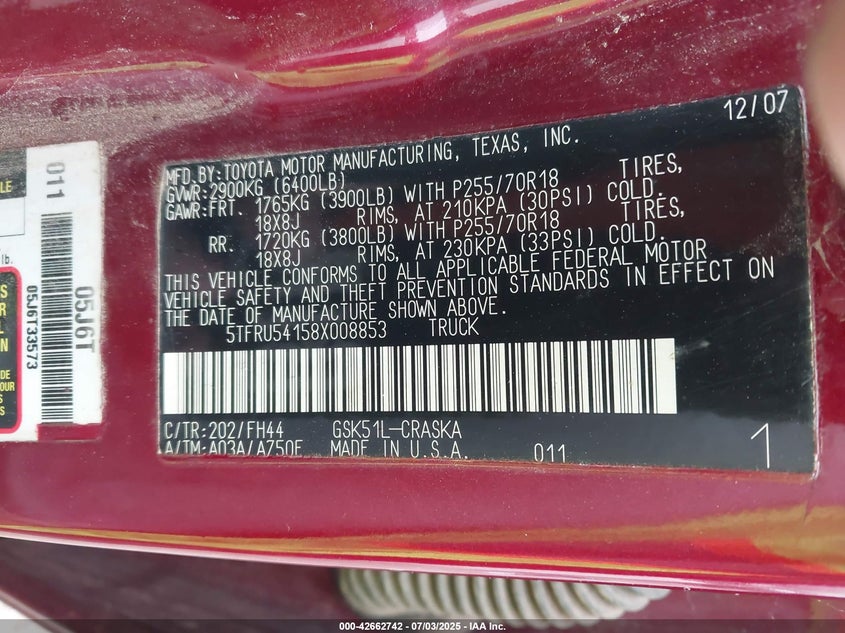 12/07
MFD.BY:TOYOTA MOTOR MANUFACTURING, TEXAS, INC.
GVWR:2900KG (6400LB)
GAWR:FRT. 1765KG (3900LB) WITH P255/70R18 TIRES,
18X8J RIMS, AT 210KPA (30PSI) COLD.
RR. 1720KG (3800LB) WITH P255/70R18 TIRES,
18X8J RIMS, AT 230KPA (33PSI) COLD.
THIS VEHICLE CONFORMS TO ALL APPLICABLE FEDERAL MOTOR
VEHICLE SAFETY AND THEFT PREVENTION STANDARDS IN EFFECT ON
THE DATE OF MANUFACTURE SHOWN ABOVE.
5TFRU54158X008853 TRUCK
C/TR:202/FH44 GSK51L-CRASKA
A/TM:A03A/A750E MADE IN U.S.A. 011 1
011
05J6T
05J6T33573
lb.
000-42662742 - 07/03/2025 - IAA Inc.